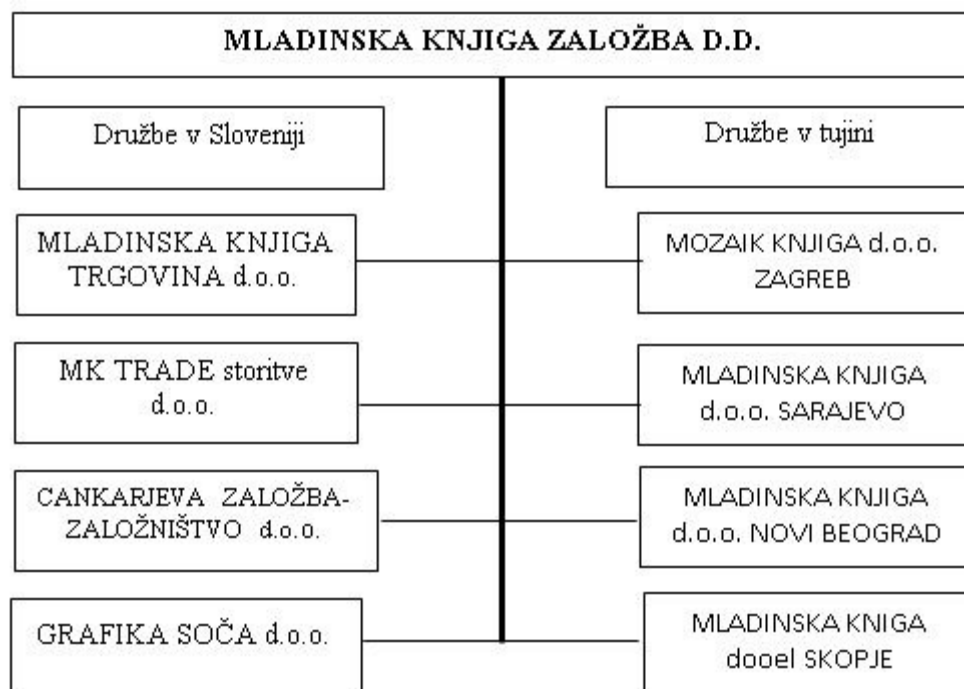 MLADINSKA KNJIGA ZALOŽBA D.D.
Družbe v Sloveniji
Družbe v tujini
MLADINSKA KNJIGA
TRGOVINA d.o.o.
MOZAIK KNJIGA d.o.o.
ZAGREB
MK TRADE storitve
d.o.o.
MLADINSKA KNJIGA
d.o.o. SARAJEVO
CANKARJEVA ZALOŽBA-
ZALOŽNIŠTVO d.o.o.
MLADINSKA KNJIGA
d.o.o. NOVI BEOGRAD
GRAFIKA SOČA d.o.o.
MLADINSKA KNIGA
dooel SKOPJE